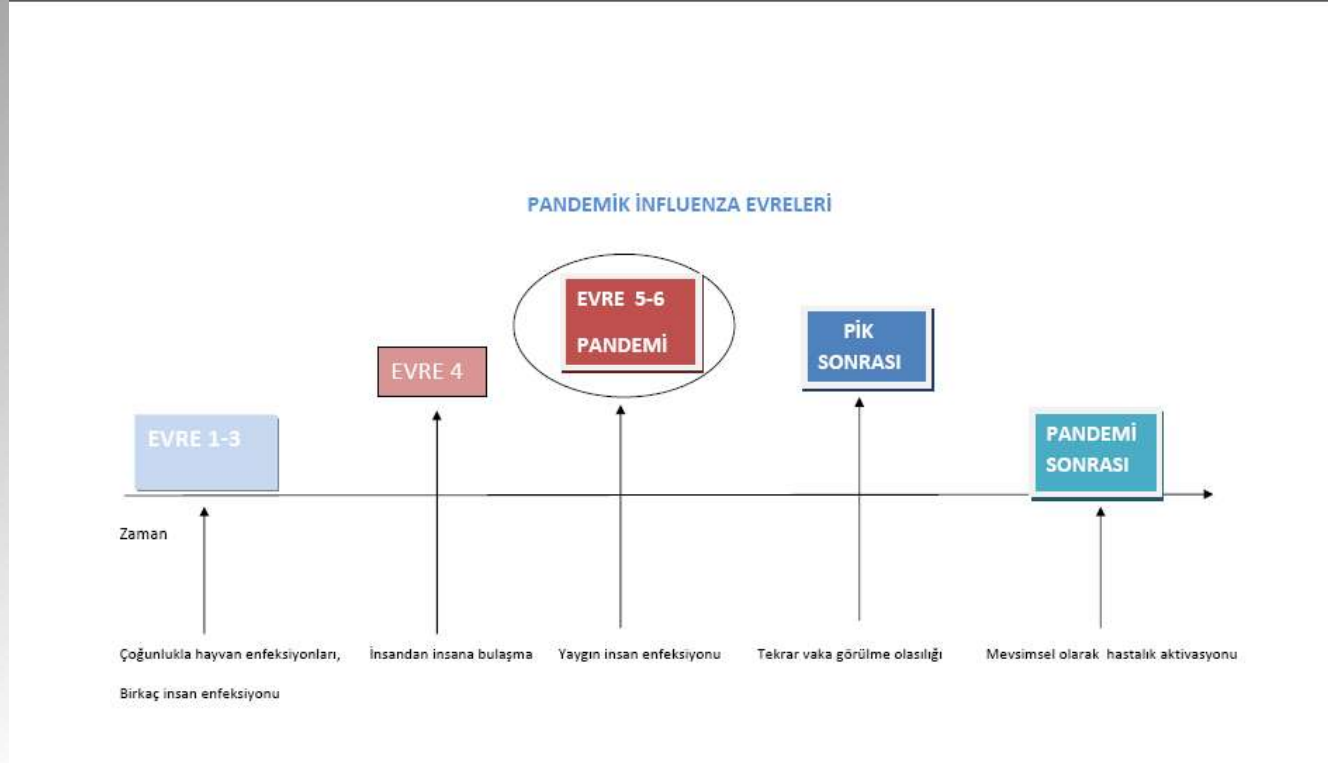 PANDEMİK İNFLUENZA EVRELERİ
EVRE 5-6
PANDEMİ
PİK
SONRASI
EVRE 4
EVRE 1-3
PANDEMİ
SONRASI
Zaman
Çoğunlukla hayvan enfeksiyonları,
Birkaç insan enfeksiyonu
İnsandan insana bulaşma
Yaygın insan enfeksiyonu
Tekrar vaka görülme olasılığı
Mevsimsel olarak hastalık aktivasyonu